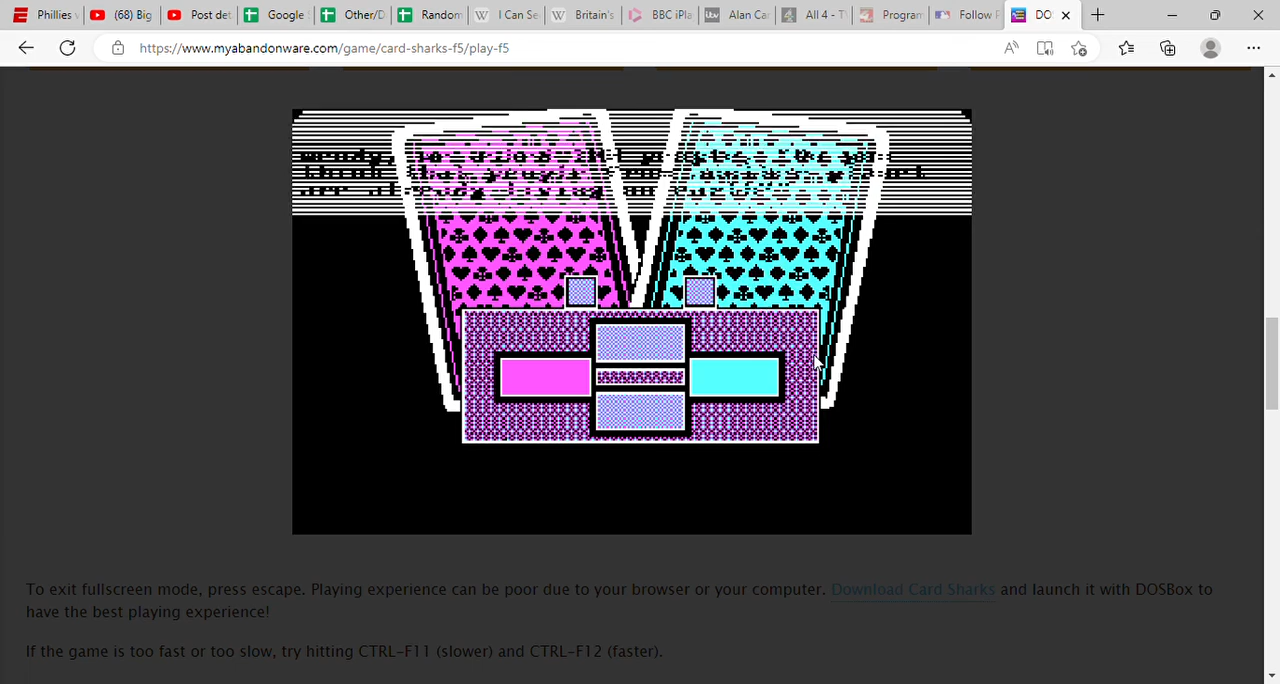 Phillies v
(68) Big
Post det
Google
Other/D
Random
I Can Se
Britain's
BBC iPla
Alan Car
All 4 - T
Program
Follow P
DO
https://www.myabandonware.com/game/card-sharks-f5/play-f5
To exit fullscreen mode, press escape. Playing experience can be poor due to your browser or your computer. Download Card Sharks and launch it with DOSBox to
have the best playing experience!
If the game is too fast or too slow, try hitting CTRL-F11 (slower) and CTRL-F12 (faster).